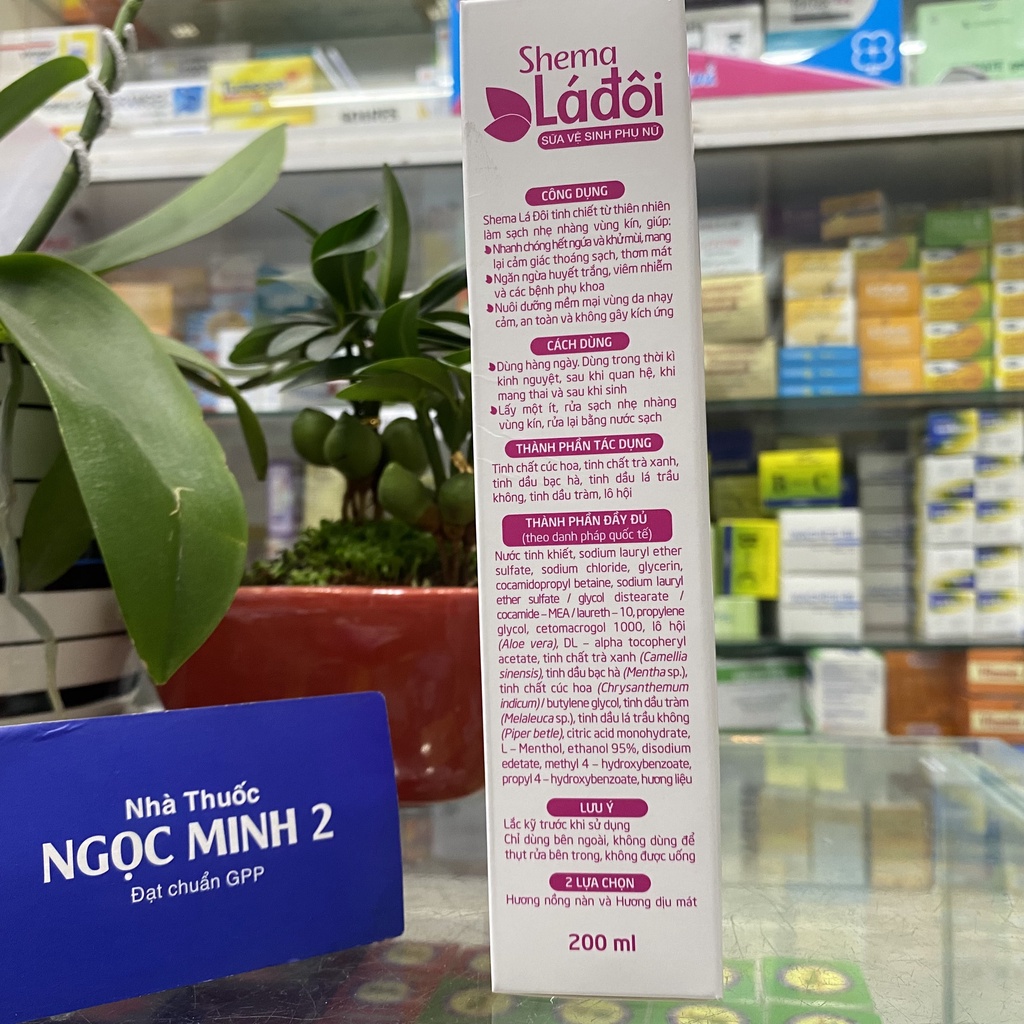 Shema
Láđôi
SỮA VỆ SINH PHỤ NỮ
CÔNG DỤNG
Shema Lá Đôi tinh chiết từ thiên nhiên
làm sạch nhẹ nhàng vùng kín, giúp:
Nhanh chóng hết ngứa và khử mùi, mang
lại cảm giác thoáng sạch, thơm mát
Ngăn ngừa huyết trắng, viêm nhiễm
và các bệnh phụ khoa
Nuôi dưỡng mềm mại vùng da nhạy
cảm, an toàn và không gây kích ứng
CÁCH DÙNG
Dùng hàng ngày. Dùng trong thời kì
kinh nguyệt, sau khi quan hệ, khi
mang thai và sau khi sinh
Lấy một ít, rửa sạch nhẹ nhàng
vùng kín, rửa lại bằng nước sạch
THÀNH PHẦN TÁC DỤNG
Tinh chất cúc hoa, tinh chất trà xanh,
tinh dầu bạc hà, tinh dầu lá trầu
không, tinh dầu tràm, lô hội
THÀNH PHẦN ĐẦY ĐỦ
(theo danh pháp quốc tế)
Nước tinh khiết, sodium lauryl ether
sulfate, sodium chloride, glycerin,
cocamidopropyl betaine, sodium lauryl
ether sulfate / glycol distearate /
cocamide – MEA / laureth – 10, propylene
glycol, cetomacrogol 1000, lô hội
(Aloe vera), DL – alpha tocopheryl
acetate, tinh chất trà xanh (Camellia
sinensis), tinh dầu bạc hà (Mentha sp.),
tinh chất cúc hoa (Chrysanthemum
indicum) / butylene glycol, tinh dầu tràm
(Melaleuca sp.), tinh dầu lá trầu không
(Piper betle), citric acid monohydrate,
L – Menthol, ethanol 95%, disodium
edetate, methyl 4 – hydroxybenzoate,
propyl 4 – hydroxybenzoate, hương liệu
LƯU Ý
Lắc kỹ trước khi sử dụng
Chỉ dùng bên ngoài, không dùng để
thụt rửa bên trong, không được uống
2 LỰA CHỌN
Hương nồng nàn và Hương dịu mát
200 ml
Nhà Thuốc
NGỌC MINH 2
Đạt chuẩn GPP